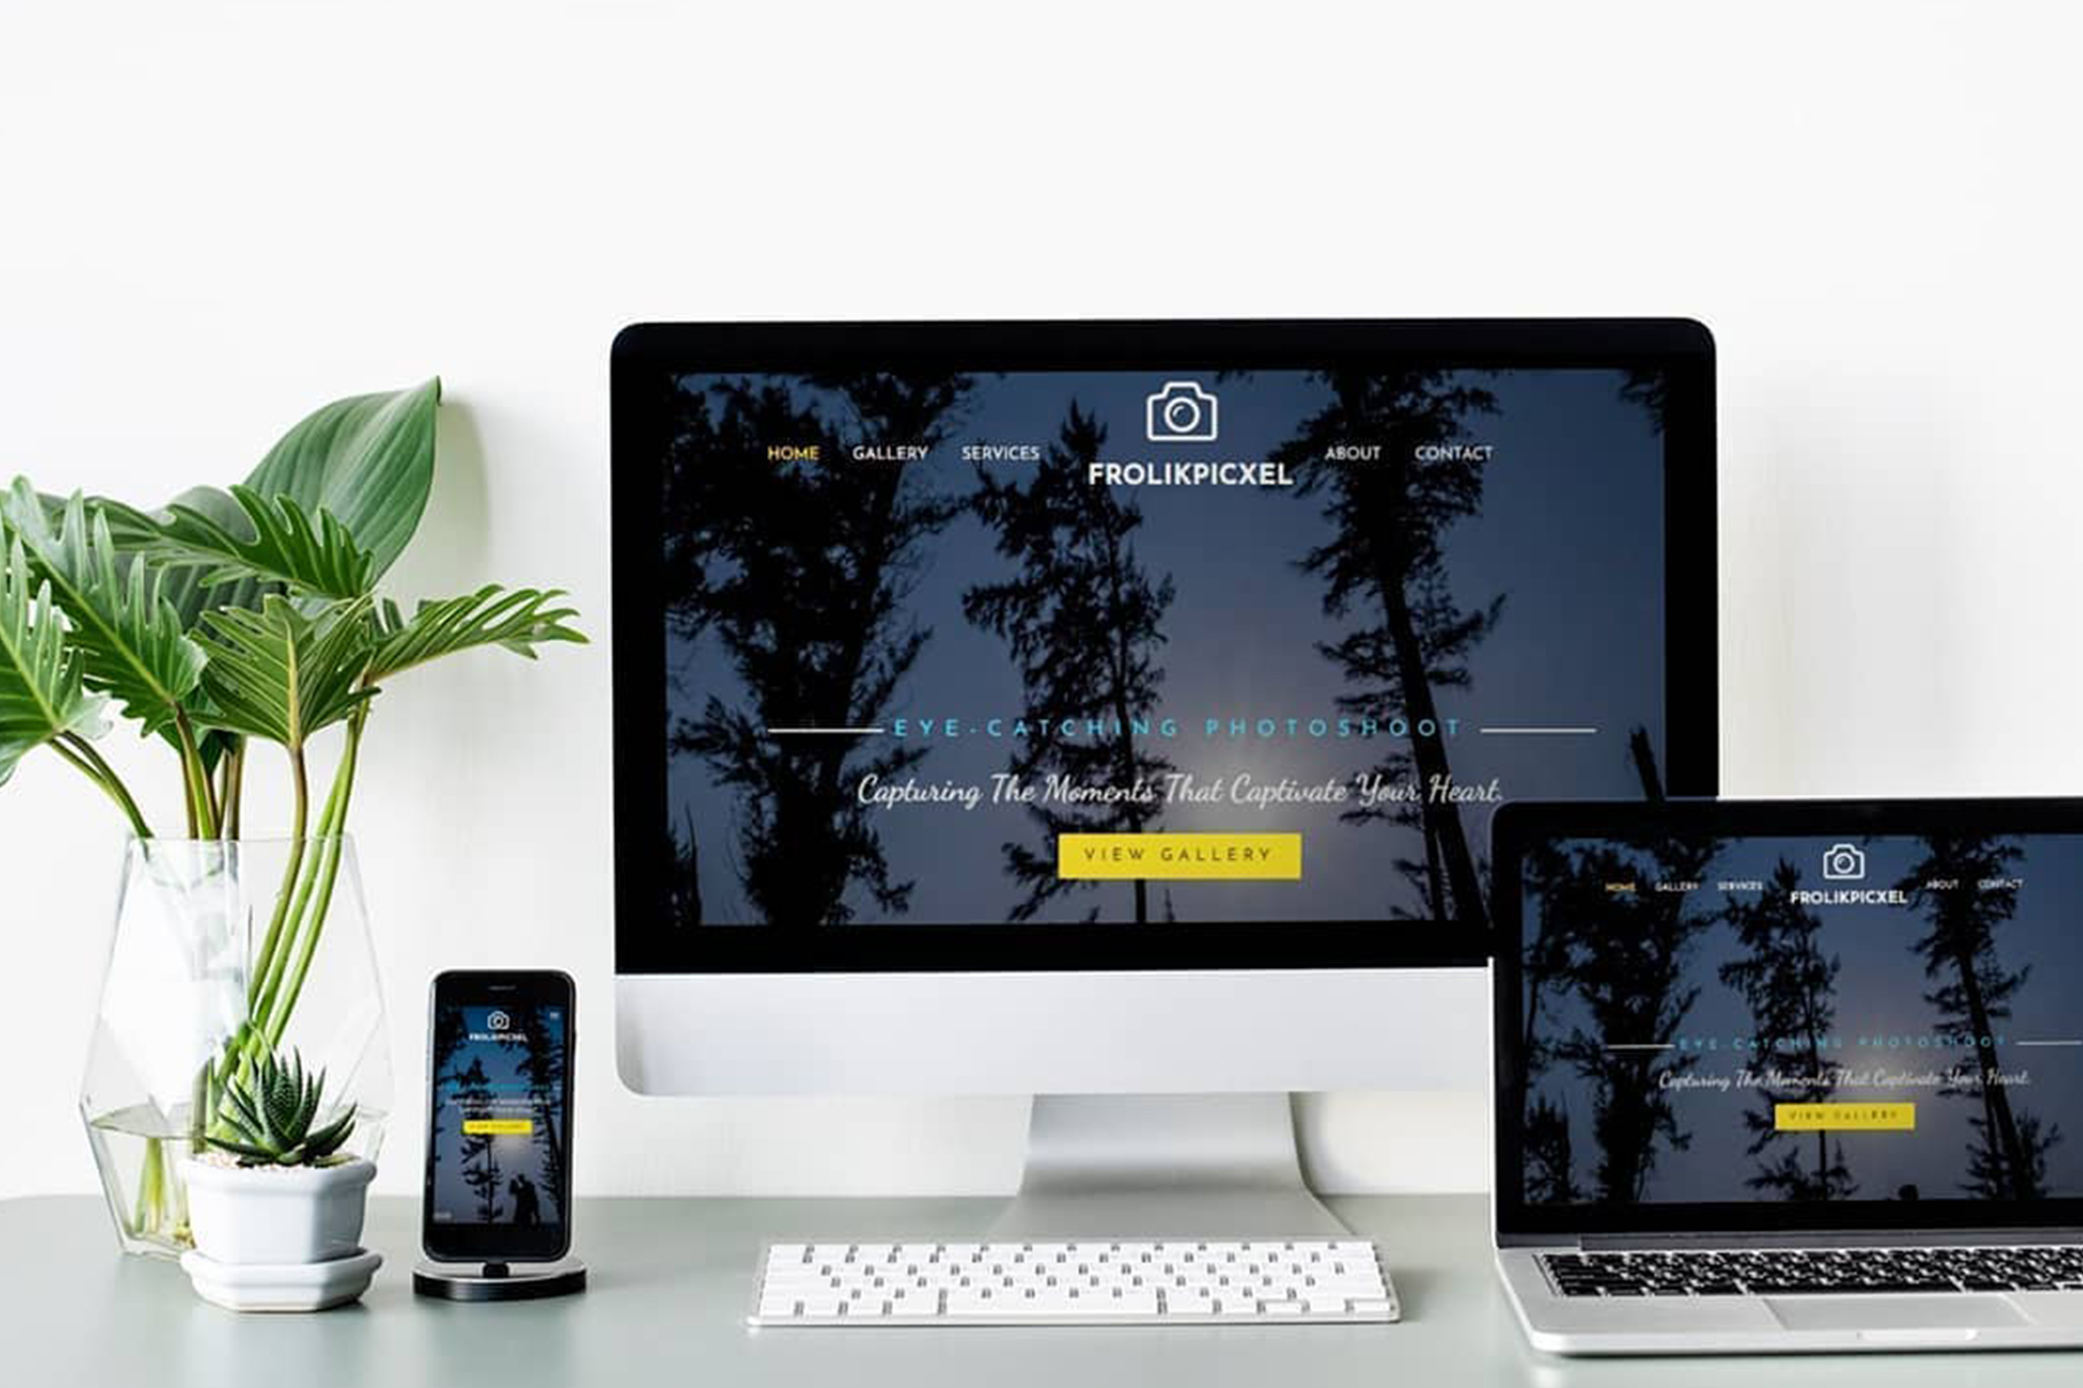 HOME GALLERY SERVICES ABOUT CONTACT
FROLIKPICXEL
EYE-CATCHING PHOTOSHOOT
Capturing The Moments That Captivate Your Heart.
VIEW GALLERY
HOME GALLERY SERVICES ABOUT CONTACT
FROLIKPICXEL
EYE-CATCHING PHOTOSHOOT
Capturing The Moments That Captivate Your Heart.
VIEW GALLERY
FROLIKPICXEL
VIEW GALLERY